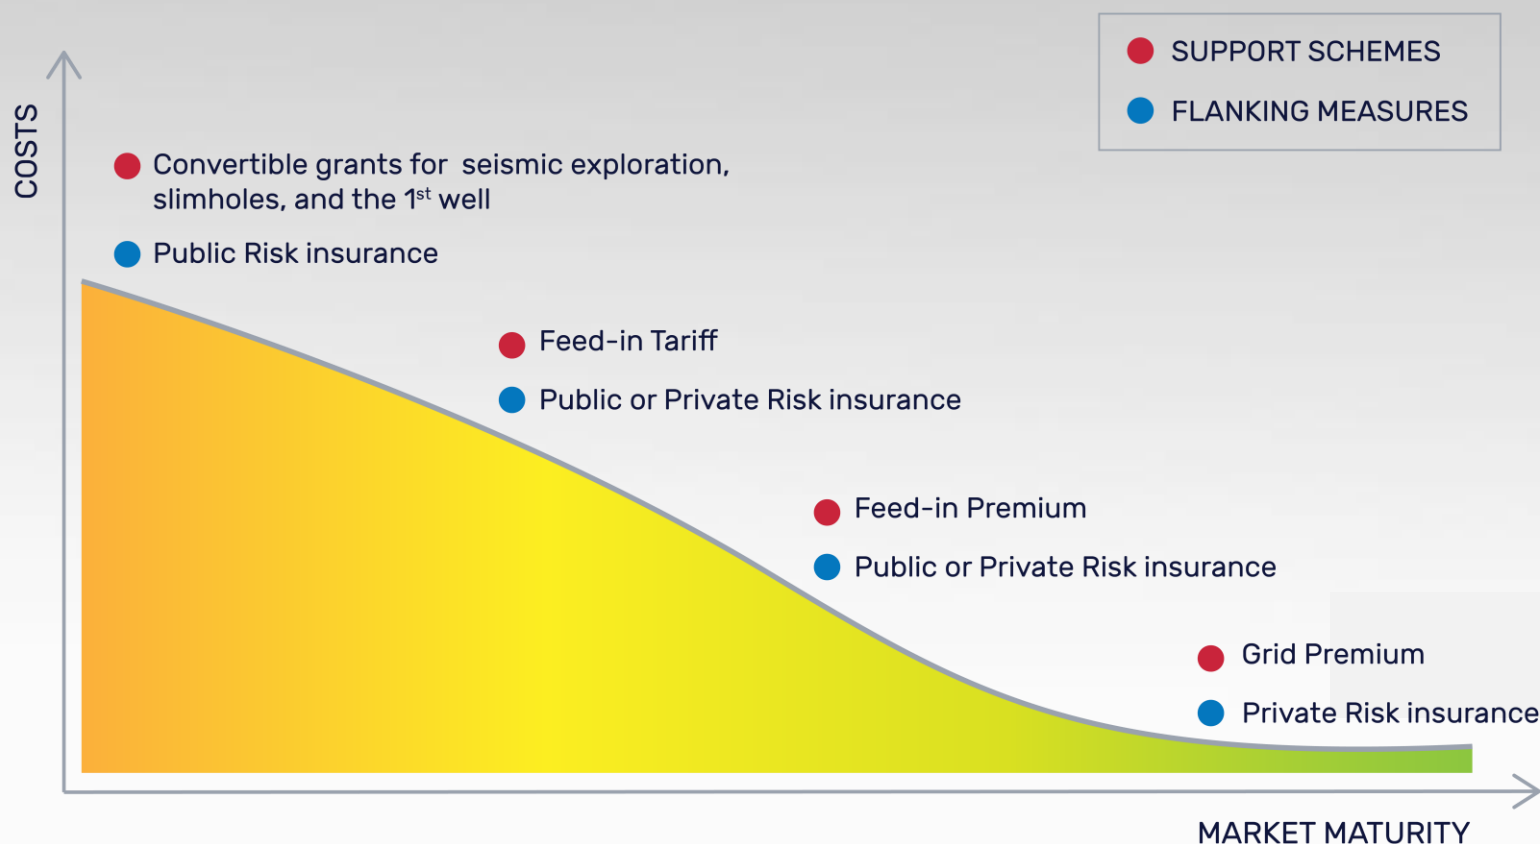 SUPPORT SCHEMES
FLANKING MEASURES
COSTS
Convertible grants for  seismic exploration,
slimholes, and the 1st well
Public Risk insurance
Feed-in Tariff
Public or Private Risk insurance
Feed-in Premium
Public or Private Risk insurance
Grid Premium
Private Risk insurance
MARKET MATURITY